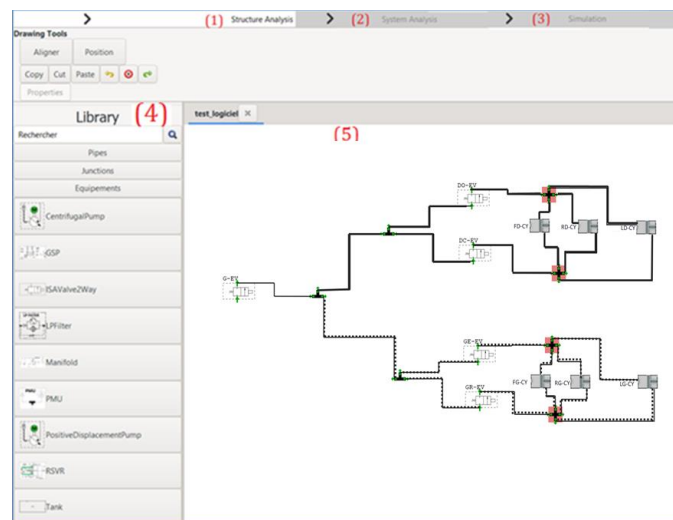 (1) Structure Analysis (2) System Analysis (3) Simulation
Drawing Tools
Aligner Position
Copy Cut Paste
Properties
Library (4)
test_logiciel
(5)
Rechercher
Pipes
Junctions
Equipements
CentrifugalPump
GSP
ISAValve2Way
LPFilter
Manifold
PMU
PMU
PositiveDisplacementPump
RSVR
Tank
DO-EV
FD-CY
RD-CY
LD-CY
DC-EV
G-EV
GE-EV
FG-CY
RG-CY
LG-CY
GR-EV